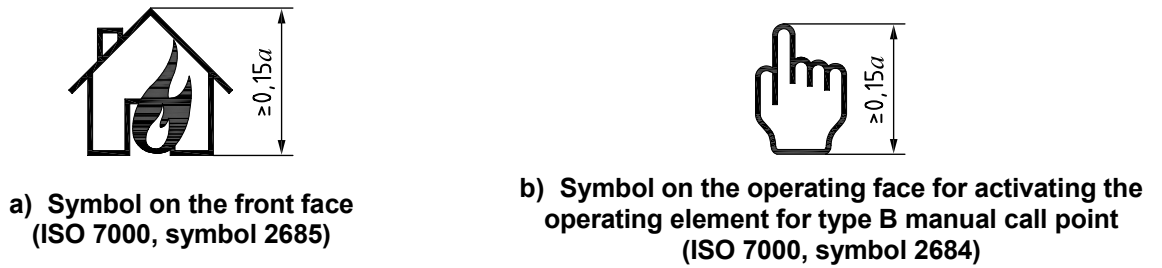 ≥0,15a
≥0,15a
a) Symbol on the front face
(ISO 7000, symbol 2685)
b) Symbol on the operating face for activating the
operating element for type B manual call point
(ISO 7000, symbol 2684)